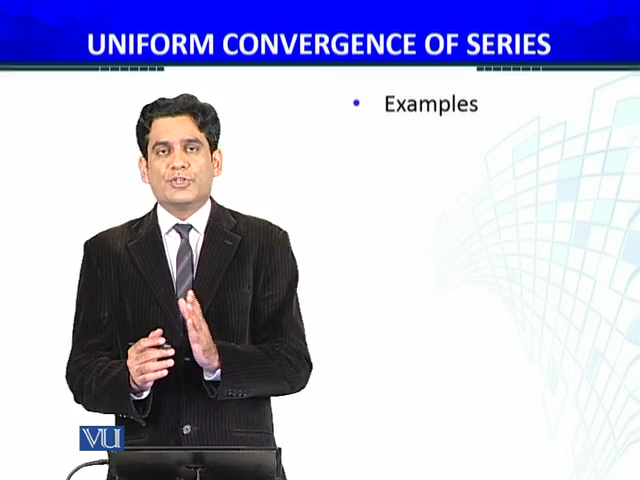 UNIFORM CONVERGENCE OF SERIES
• Examples
VU